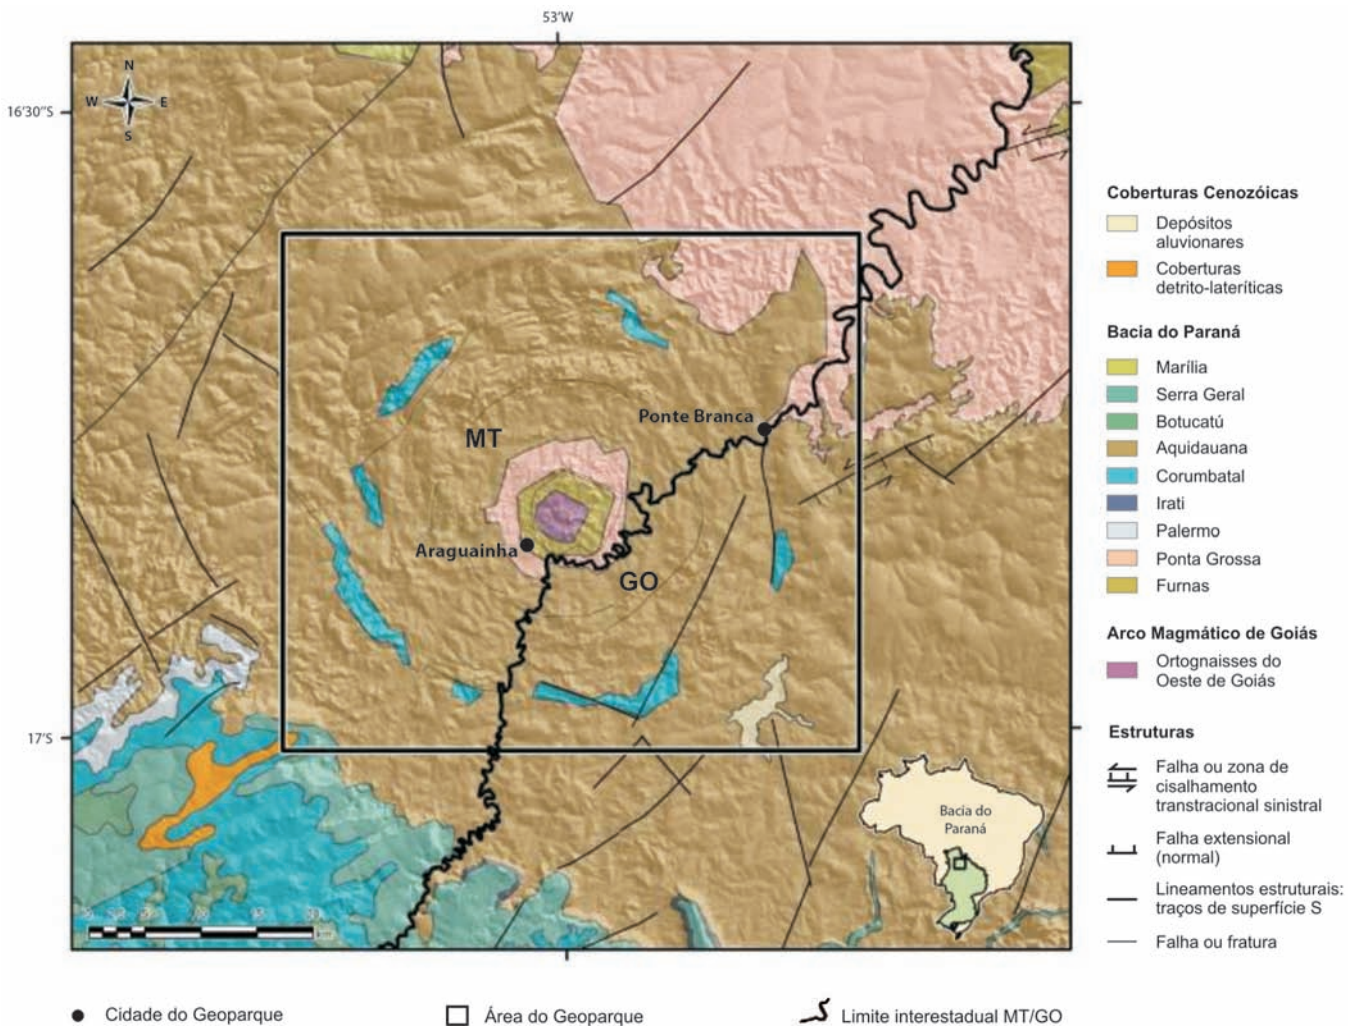 53'W
N
W
E
S
16'30"S
Ponte Branca
MT
Araguainha
GO
17'S
km
Bacia do
Paraná
Coberturas Cenozóicas
Depósitos
aluvionares
Coberturas
detrito-lateríticas
Bacia do Paraná
Marília
Serra Geral
Botucatú
Aquidauana
Corumbatal
Irati
Palermo
Ponta Grossa
Furnas
Arco Magmático de Goiás
Ortognaisses do
Oeste de Goiás
Estruturas
Falha ou zona de
cisalhamento
transtracional sinistral
Falha extensional
(normal)
Lineamentos estruturais:
traços de superfície S
Falha ou fratura
Cidade do Geoparque
Área do Geoparque
Limite interestadual MT/GO